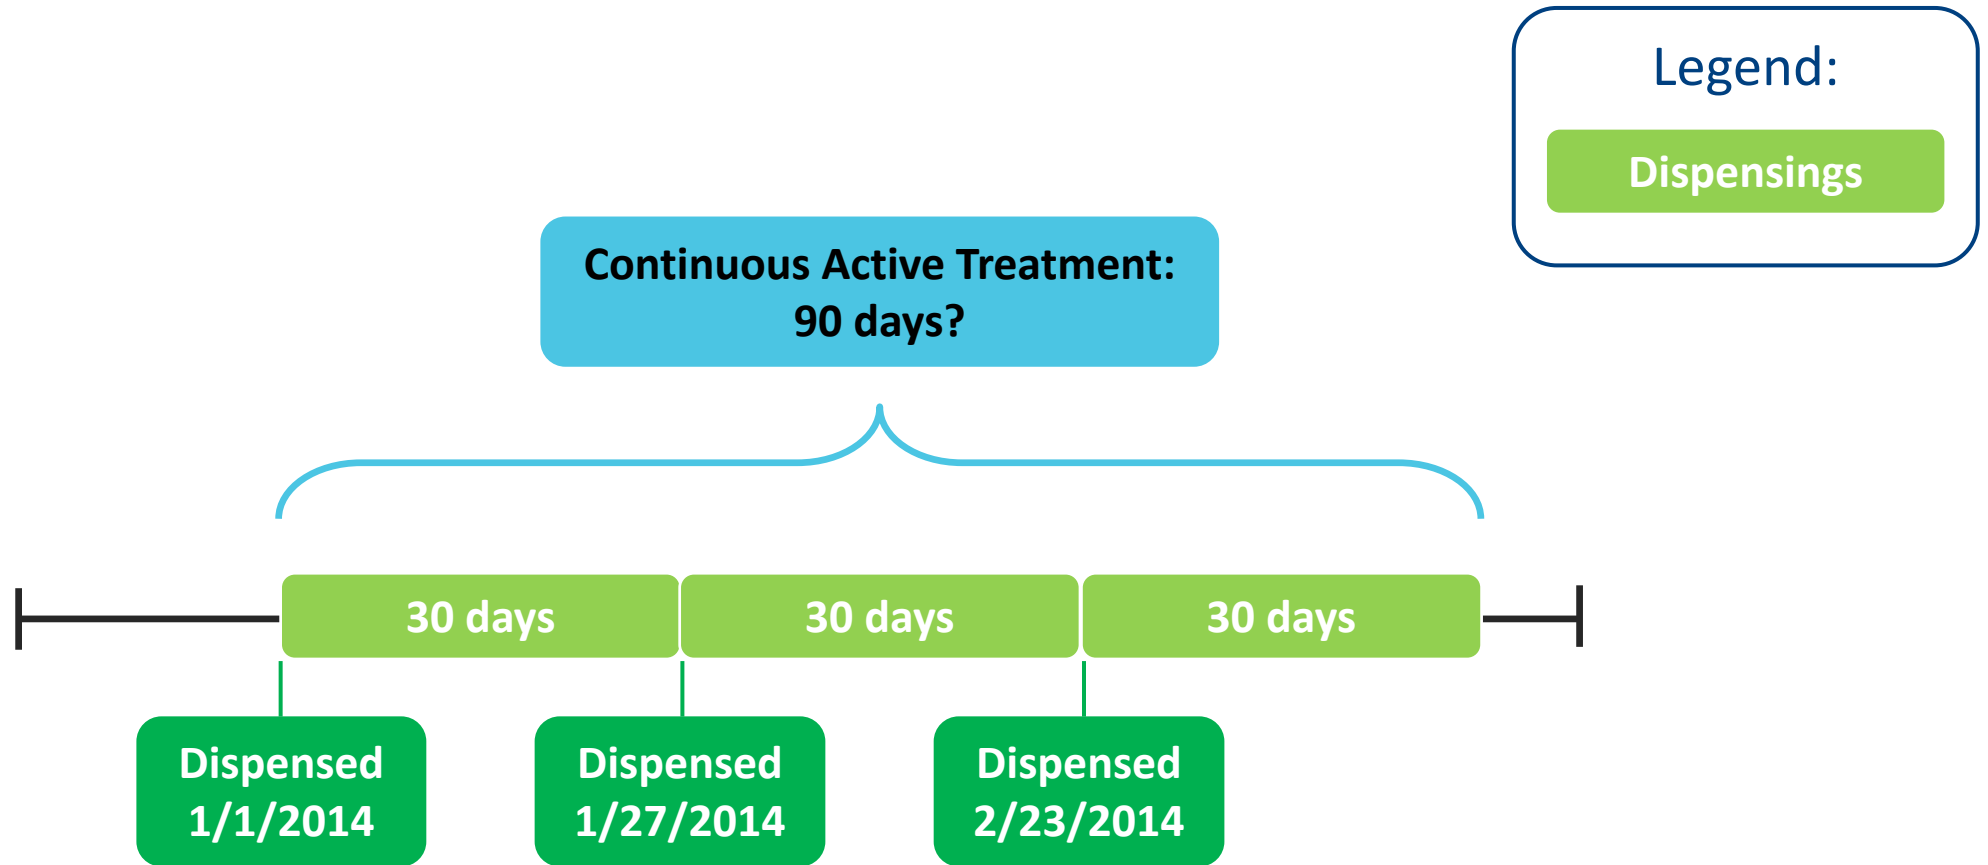 Legend:
Dispensings
Continuous Active Treatment:
90 days?
30 days
30 days
30 days
Dispensed
1/1/2014
Dispensed
1/27/2014
Dispensed
2/23/2014